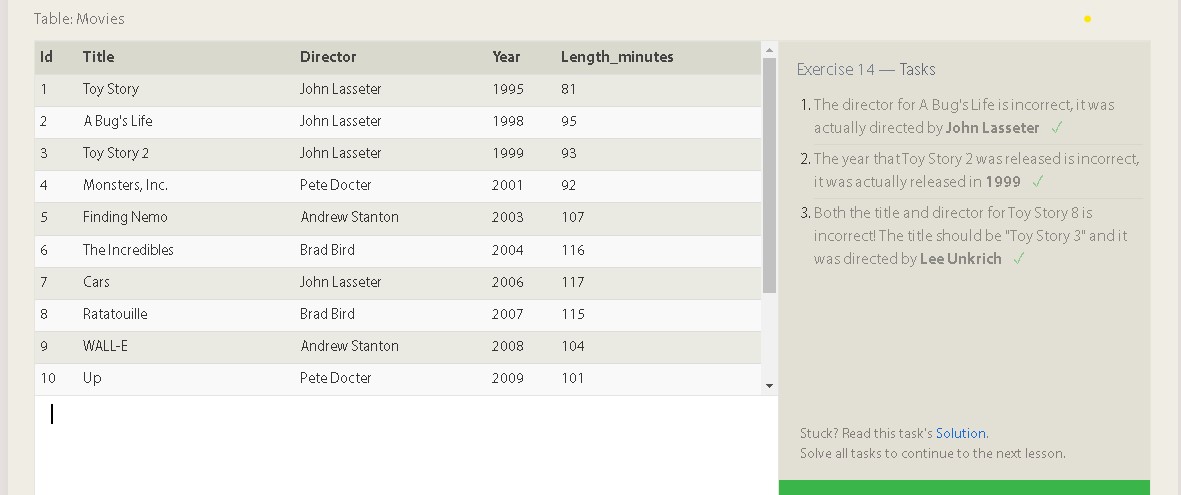 Table: Movies
Id Title Director Year Length_minutes
1 Toy Story John Lasseter 1995 81
2 A Bug's Life John Lasseter 1998 95
3 Toy Story 2 John Lasseter 1999 93
4 Monsters, Inc. Pete Docter 2001 92
5 Finding Nemo Andrew Stanton 2003 107
6 The Incredibles Brad Bird 2004 116
7 Cars John Lasseter 2006 117
8 Ratatouille Brad Bird 2007 115
9 WALL-E Andrew Stanton 2008 104
10 Up Pete Docter 2009 101
Exercise 14 — Tasks
1. The director for A Bug's Life is incorrect, it was
actually directed by John Lasseter ✓
2. The year that Toy Story 2 was released is incorrect,
it was actually released in 1999 ✓
3. Both the title and director for Toy Story 8 is
incorrect! The title should be "Toy Story 3" and it
was directed by Lee Unkrich ✓
Stuck? Read this task's Solution.
Solve all tasks to continue to the next lesson.